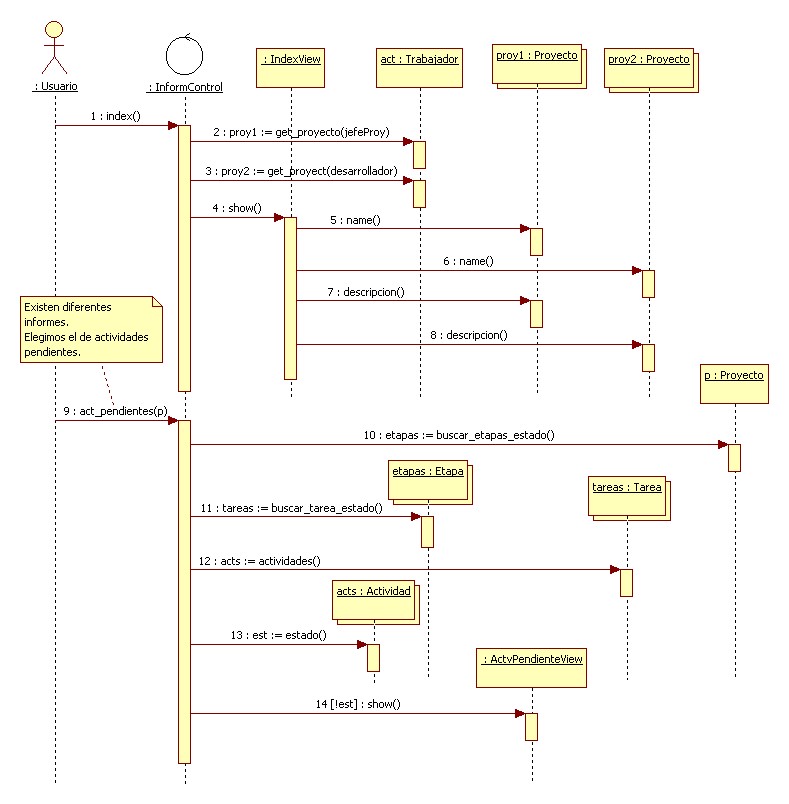 : Usuario
: InformControl
: IndexView
act : Trabajador
proy1 : Proyecto
proy2 : Proyecto
1 : index()
2 : proy1 := get_proyecto(jefeProy)
3 : proy2 := get_proyect(desarrollador)
4 : show()
5 : name()
6 : name()
7 : descripcion()
8 : descripcion()
Existen diferentes
informes.
Elegimos el de actividades
pendientes.
p : Proyecto
9 : act_pendientes(p)
10 : etapas := buscar_etapas_estado()
etapas : Etapa
tareas : Tarea
11 : tareas := buscar_tarea_estado()
12 : acts := actividades()
acts : Actividad
13 : est := estado()
: ActvPendienteView
14 [!est] : show()